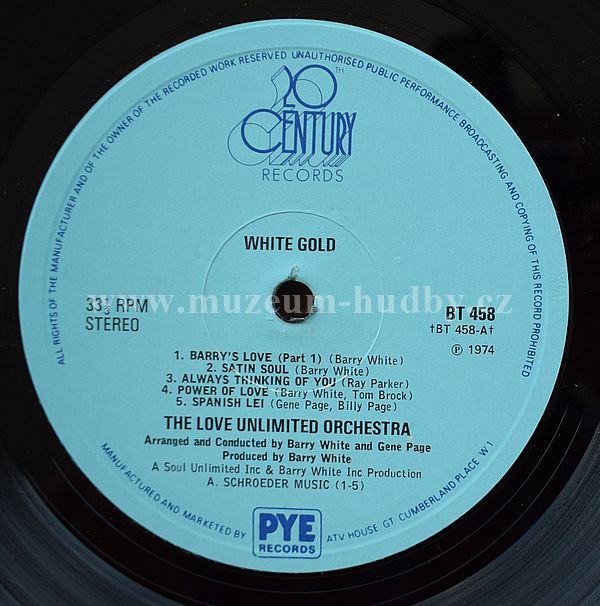 ALL RIGHTS OF THE MANUFACTURER AND OF THE OWNER OF THE RECORDED WORK RESERVED UNAUTHORISED PUBLIC PERFORMANCE BROADCASTING AND COPYING OF THIS RECORD PROHIBITED
20TH
CENTURY
RECORDS
WHITE GOLD
www.muzeum-hudby.cz
33⅓ RPM
STEREO
BT 458
†BT 458-A†
Ⓟ 1974
1. BARRY'S LOVE (Part 1) (Barry White)
2. SATIN SOUL (Barry White)
3. ALWAYS THINKING OF YOU (Ray Parker)
4. POWER OF LOVE (Barry White, Tom Brock)
5. SPANISH LEI (Gene Page, Billy Page)
THE LOVE UNLIMITED ORCHESTRA
Arranged and Conducted by Barry White and Gene Page
Produced by Barry White
A Soul Unlimited Inc & Barry White Inc Production
A. SCHROEDER MUSIC (1-5)
MANUFACTURED AND MARKETED BY
PYE
RECORDS
ATV HOUSE GT CUMBERLAND PLACE W1